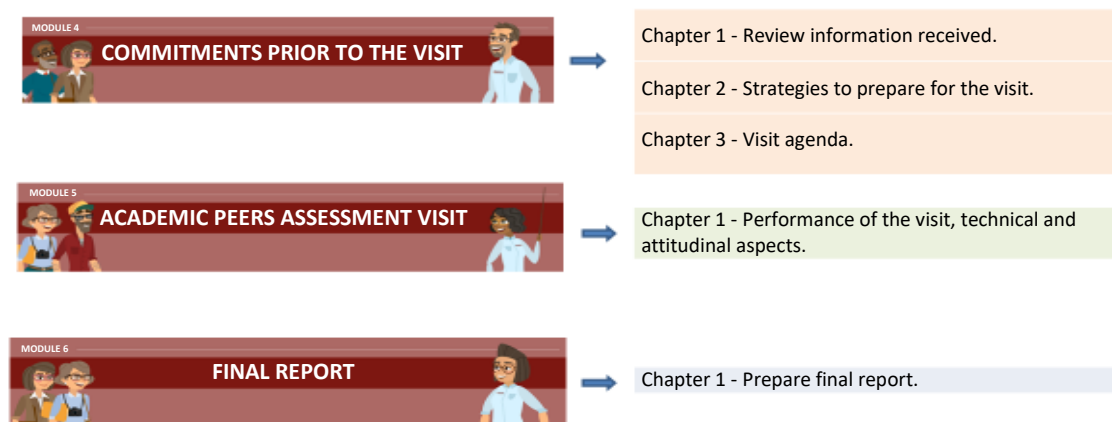 MODULE 4
COMMITMENTS PRIOR TO THE VISIT
Chapter 1 - Review information received.
Chapter 2 - Strategies to prepare for the visit.
Chapter 3 - Visit agenda.
MODULE 5
ACADEMIC PEERS ASSESSMENT VISIT
Chapter 1 - Performance of the visit, technical and
attitudinal aspects.
MODULE 6
FINAL REPORT
Chapter 1 - Prepare final report.